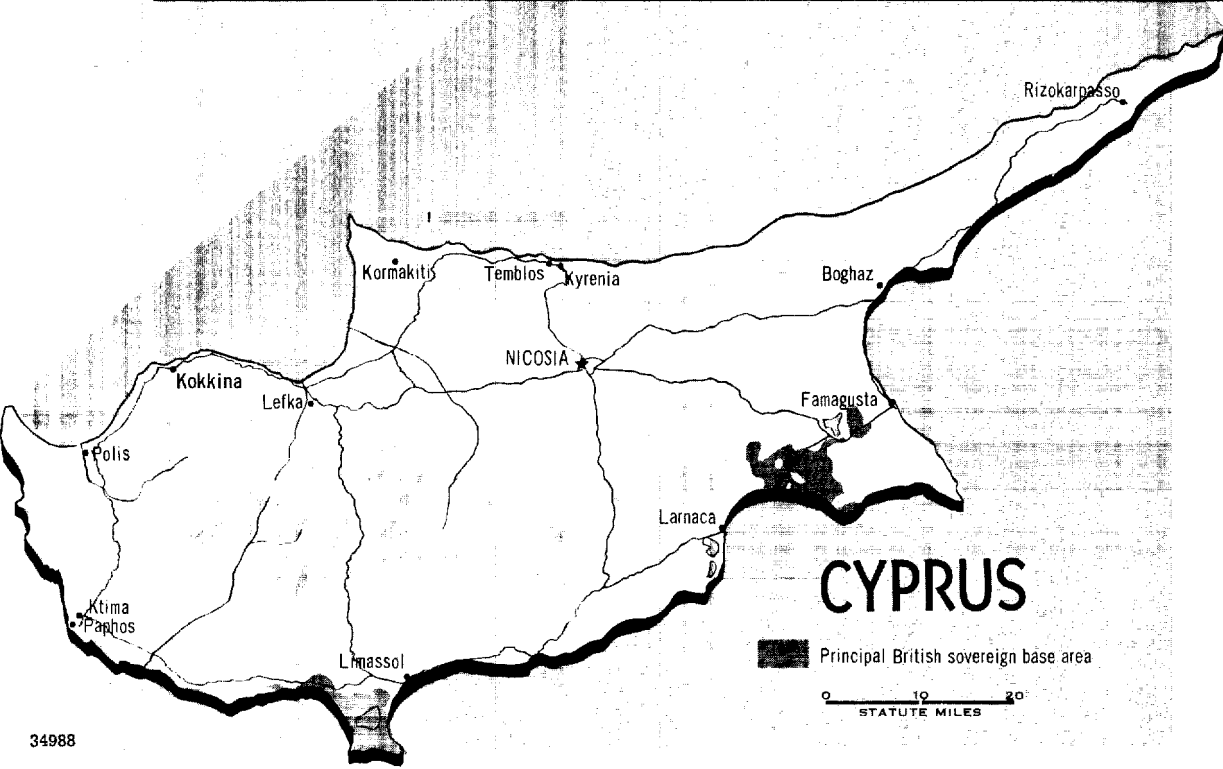 Rizokarpasso
Kormakiti
Temblos
Kyrenia
Boghaz
NICOSIA
Kokkina
Lefka
Famagusta
Polis
Larnaca
CYPRUS
Ktima
Paphos
Limassol
Principal British sovereign base area
0 10 20
STATUTE MILES
34988